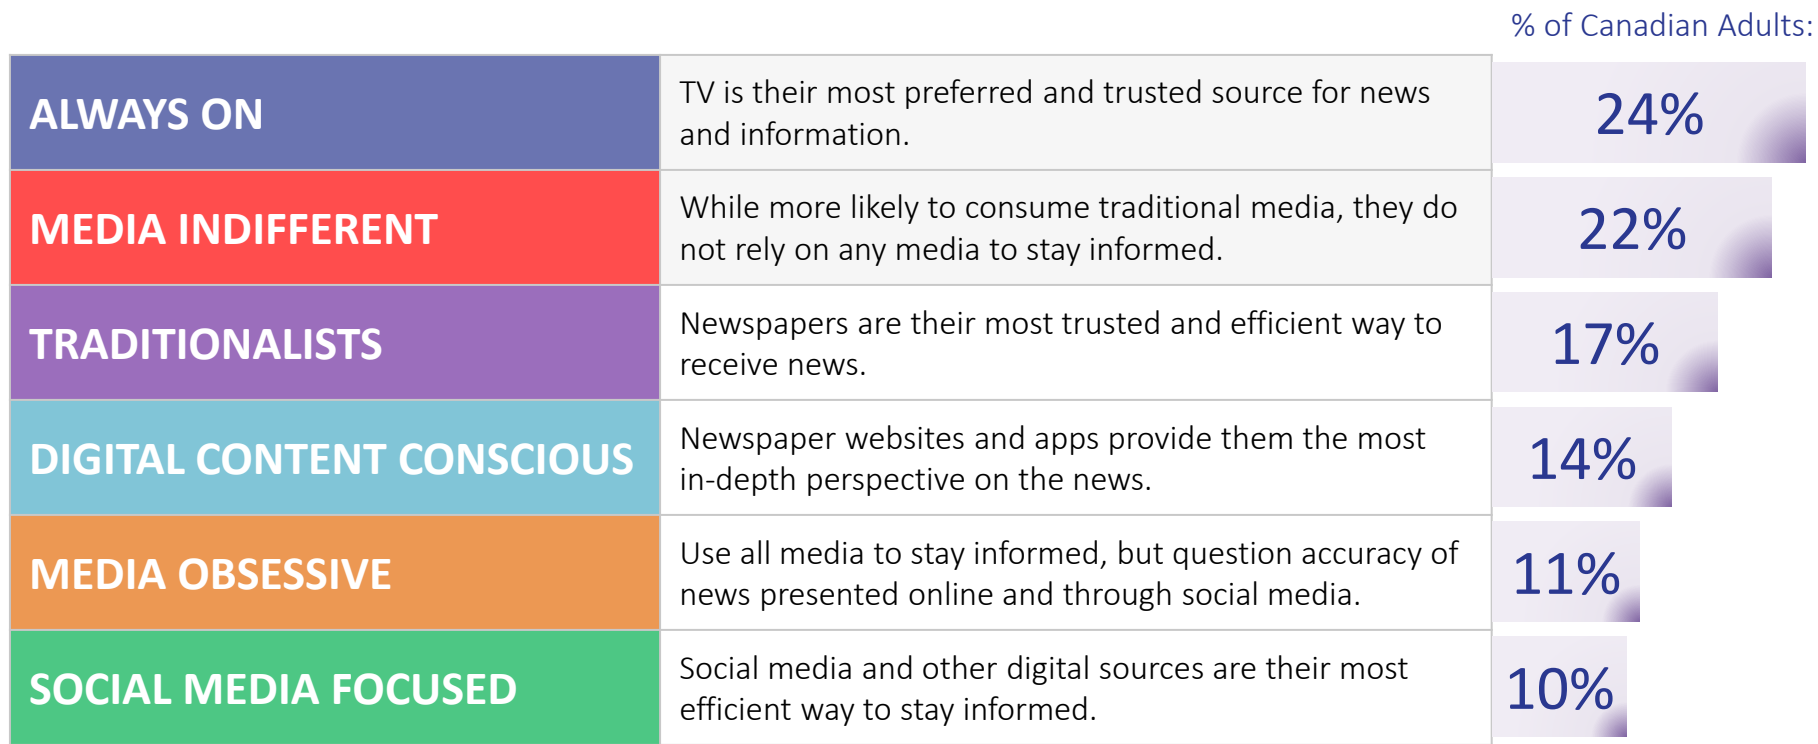 % of Canadian Adults:
ALWAYS ON
TV is their most preferred and trusted source for news
and information.
24%
MEDIA INDIFFERENT
While more likely to consume traditional media, they do
not rely on any media to stay informed.
22%
TRADITIONALISTS
Newspapers are their most trusted and efficient way to
receive news.
17%
DIGITAL CONTENT CONSCIOUS
Newspaper websites and apps provide them the most
in-depth perspective on the news.
14%
MEDIA OBSESSIVE
Use all media to stay informed, but question accuracy of
news presented online and through social media.
11%
SOCIAL MEDIA FOCUSED
Social media and other digital sources are their most
efficient way to stay informed.
10%